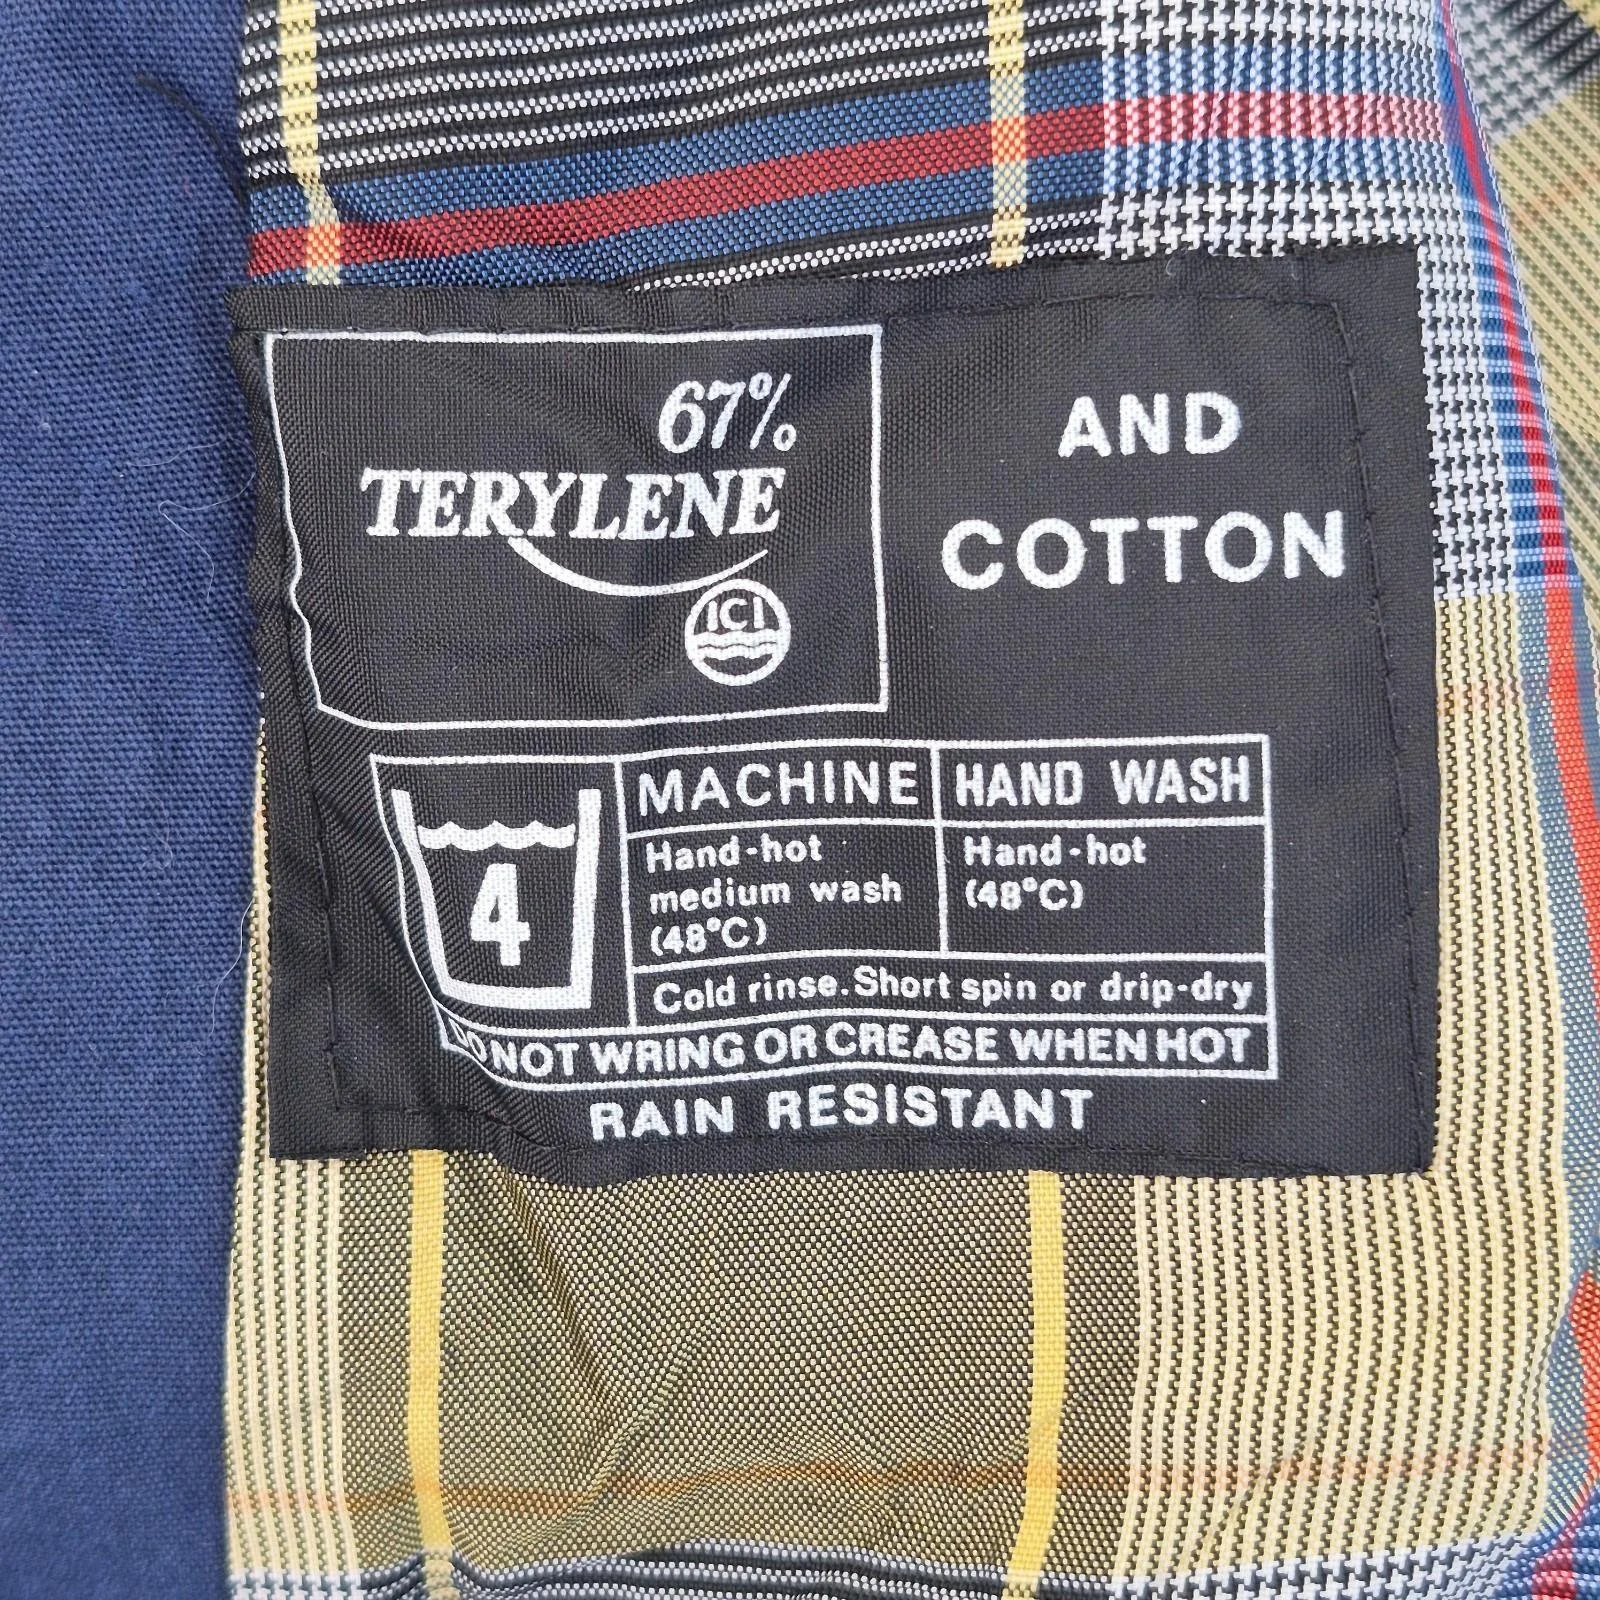 67%
TERYLENE
ICI
AND
COTTON
4
MACHINE
Hand-hot
medium wash
(48°C)
HAND WASH
Hand-hot
(48°C)
Cold rinse. Short spin or drip-dry
DO NOT WRING OR CREASE WHEN HOT
RAIN RESISTANT